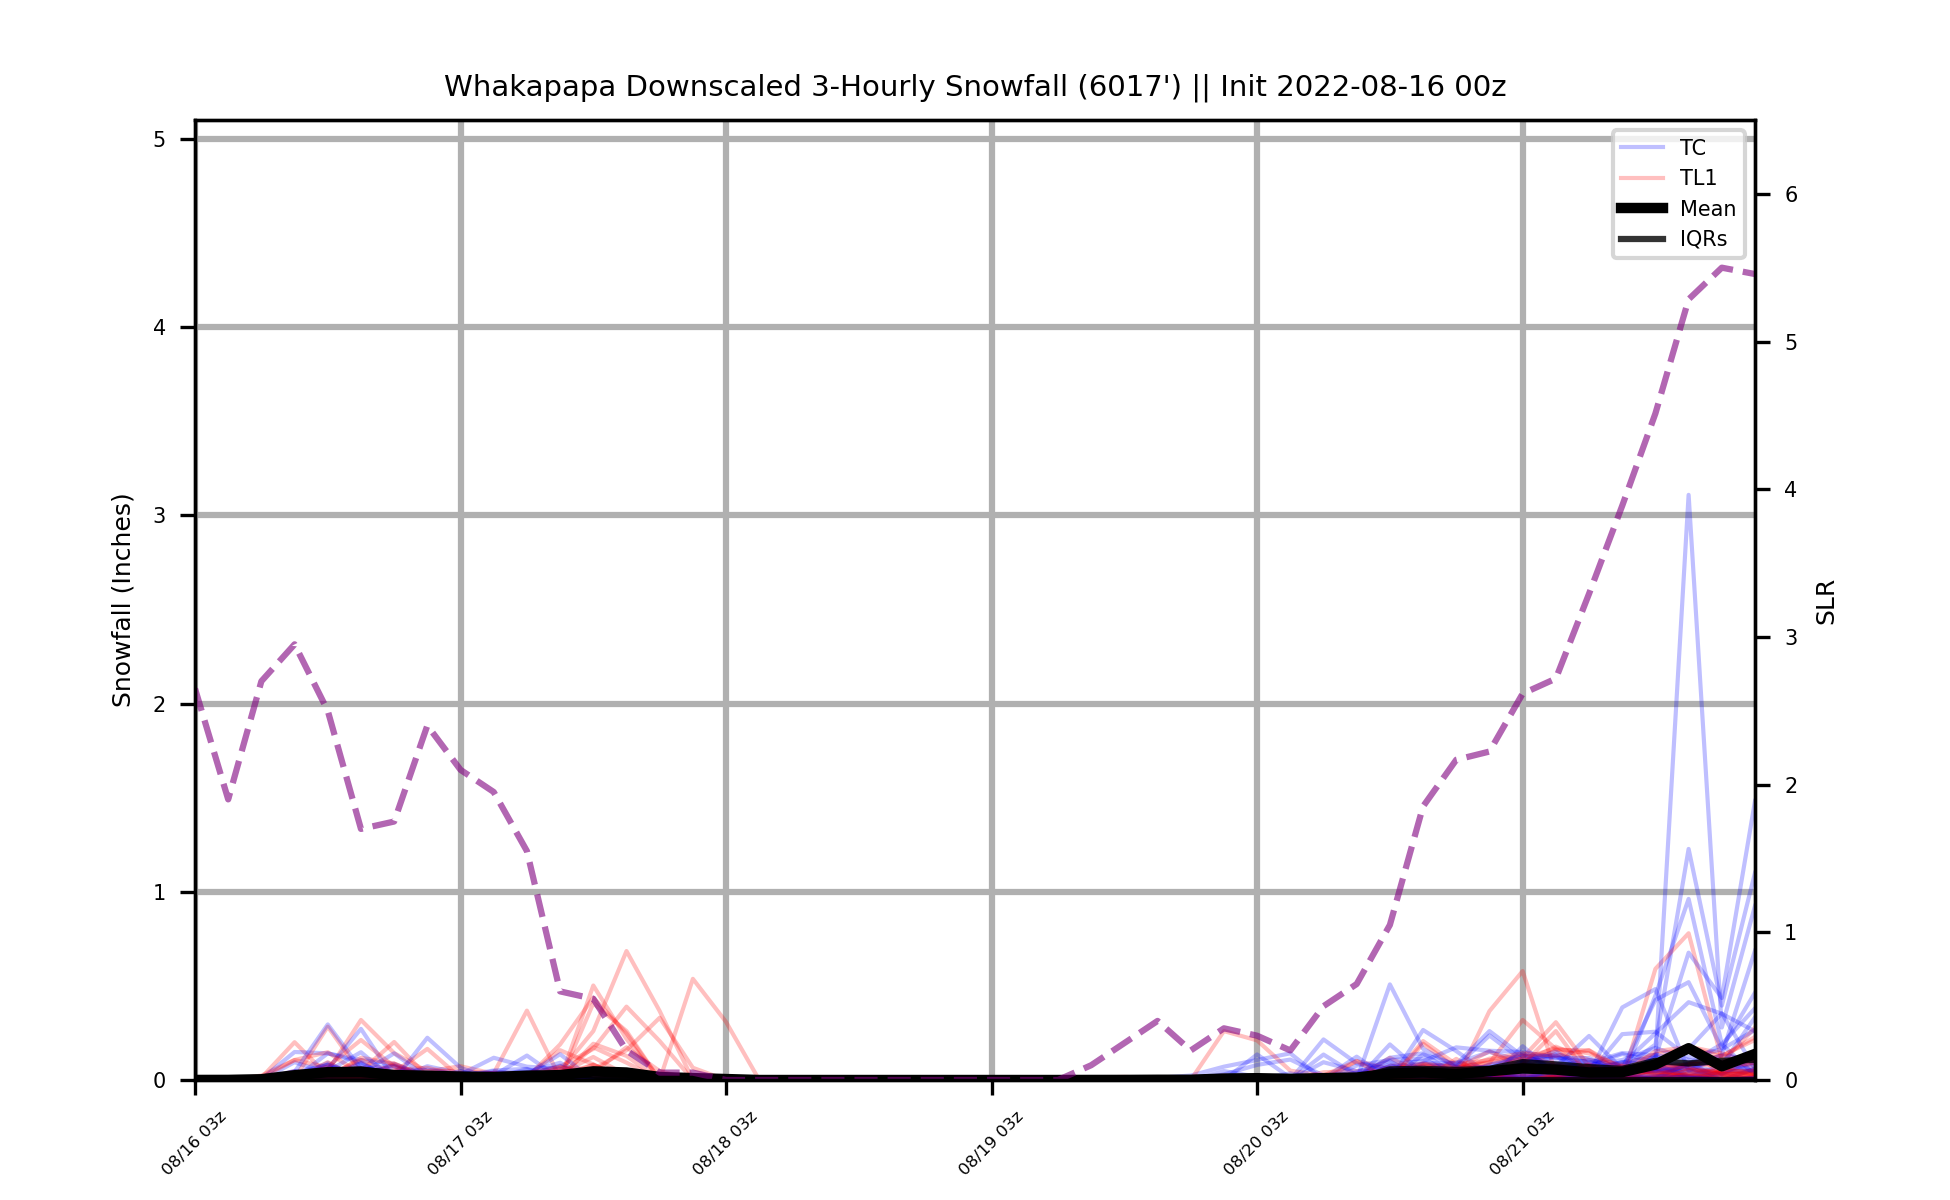 Whakapapa Downscaled 3-Hourly Snowfall (6017') || Init 2022-08-16 00z
TC
TL1
Mean
IQRs
Snowfall (Inches)
5
4
3
2
1
0
SLR
6
5
4
3
2
1
0
08/16 03z
08/17 03z
08/18 03z
08/19 03z
08/20 03z
08/21 03z